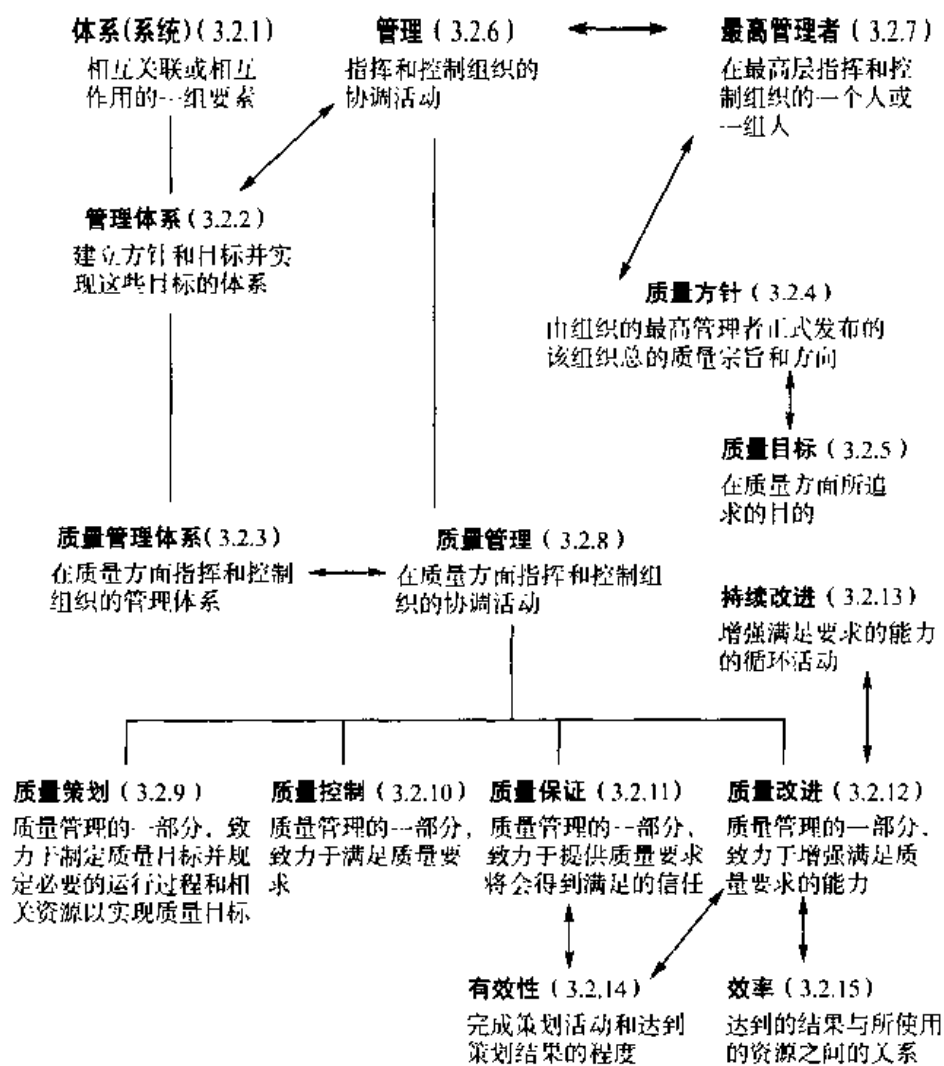 体系(系统)(3.2.1)
相互关联或相互
作用的一组要素
管理(3.2.6)
指挥和控制组织的
协调活动
最高管理者(3.2.7)
在最高层指挥和控
制组织的一个人或
一组人
管理体系(3.2.2)
建立方针和目标并实
现这些目标的体系
质量方针(3.2.4)
由组织的最高管理者正式发布的
该组织总的质量宗旨和方向
质量目标(3.2.5)
在质量方面所追
求的目的
质量管理体系(3.2.3)
在质量方面指挥和控制
组织的管理体系
质量管理(3.2.8)
在质量方面指挥和控制组
织的协调活动
持续改进(3.2.13)
增强满足要求的能力
的循环活动
质量策划(3.2.9)
质量管理的一部分,致
力于制定质量目标并规
定必要的运行过程和相
关资源以实现质量目标
质量控制(3.2.10)
质量管理的一部分,
致力于满足质量要
求
质量保证(3.2.11)
质量管理的一部分,
致力于提供质量要求
将会得到满足的信任
质量改进(3.2.12)
质量管理的一部分,
致力于增强满足质
量要求的能力
有效性(3.2.14)
完成策划活动和达到
策划结果的程度
效率(3.2.15)
达到的结果与所使用
的资源之间的关系